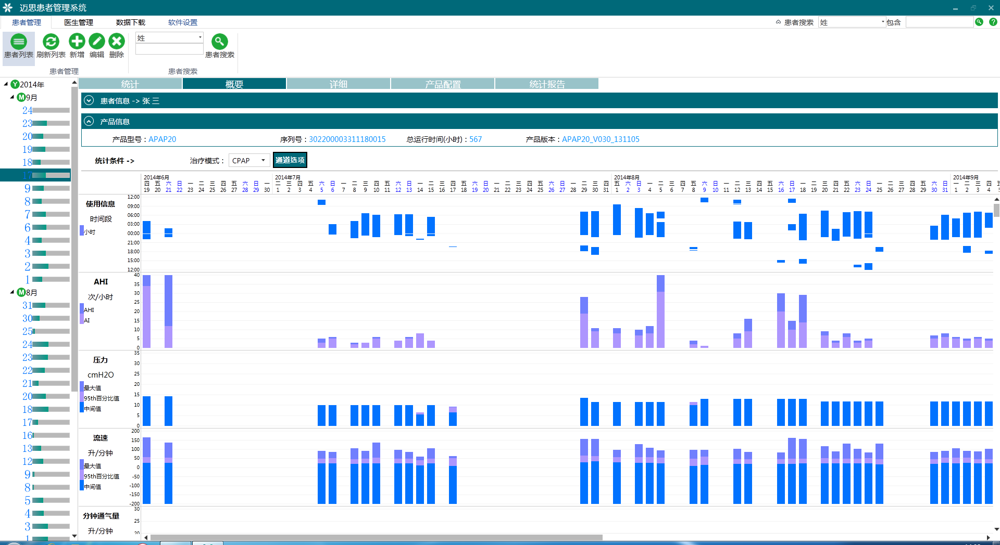 迈思患者管理系统
患者管理 医生管理 数据下载 软件设置 患者搜索 姓 包含
患者列表 刷新列表 新增 编辑 删除 姓 患者搜索
患者管理 患者搜索
Y 2014年
M 9月
24
23
20
19
18
17
9
8
7
6
4
3
2
1
M 8月
31
30
25
24
23
22
21
20
18
17
16
13
12
9
8
5
4
3
1
统计 概要 详细 产品配置 统计报告
患者信息 -> 张 三
产品信息
产品型号：APAP20 序列号：302200003311180015 总运行时间(小时)：567 产品版本：APAP20_V030_131105
统计条件 -> 治疗模式： CPAP 通道选项
2014年6月 2014年7月 2014年8月 2014年9月
四 五 六 日 一 二 三 四 五 六 日 一 二 三 四 五 六 日 一 二 三 四 五 六 日 一 二 三 四 五 六 日 一 二 三 四 五 六 日 一 二 三 四 五 六 日 一 二 三 四 五 六 日 一 二 三 四 五 六 日 一 二 三 四 五 六 日 一 二 三 四 五 六 日 一 二 三 四
19 20 21 22 23 24 25 26 27 28 29 30 1 2 3 4 5 6 7 8 9 10 11 12 13 14 15 16 17 18 19 20 21 22 23 24 25 26 27 28 29 30 31 1 2 3 4 5 6 7 8 9 10 11 12 13 14 15 16 17 18 19 20 21 22 23 24 25 26 27 28 29 30 31 1 2 3 4
使用信息
时间段
小时
12:00
09:00
06:00
03:00
00:00
21:00
18:00
15:00
12:00
AHI
次/小时
AHI
AI
40
35
30
25
20
15
10
5
0
压力
cmH2O
最大值
95th百分比值
中间值
35
30
25
20
15
10
5
0
流速
升/分钟
最大值
95th百分比值
中间值
200
150
100
50
0
-50
-100
-150
-200
分钟通气量
升/分钟
30
25
20